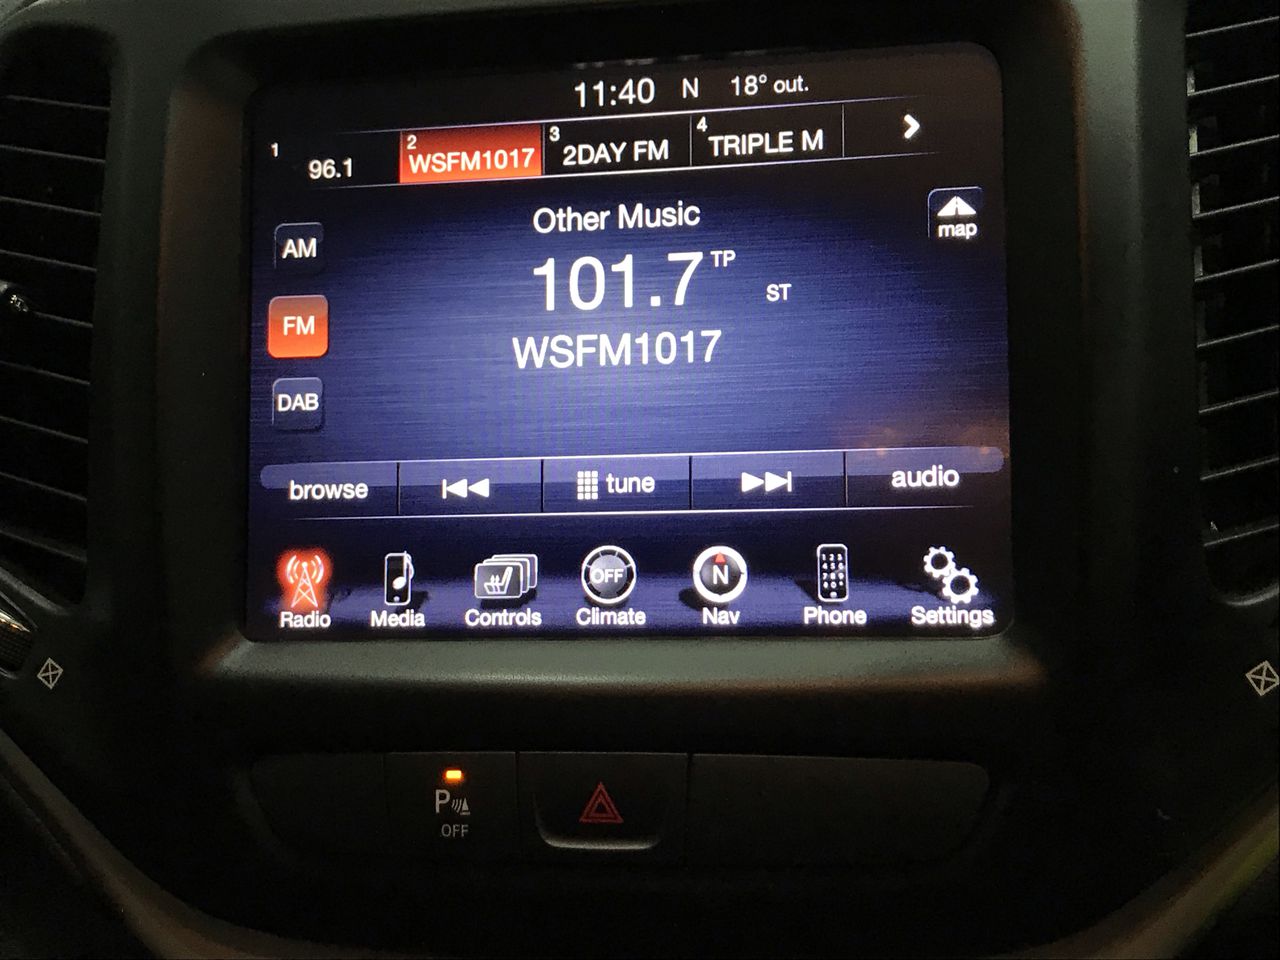 11:40 N 18° out.
1 96.1 2 WSFM1017 3 2DAY FM 4 TRIPLE M
Other Music
map
AM
101.7 TP ST
FM
WSFM1017
DAB
browse tune audio
OFF N
Radio Media Controls Climate Nav Phone Settings
P
OFF